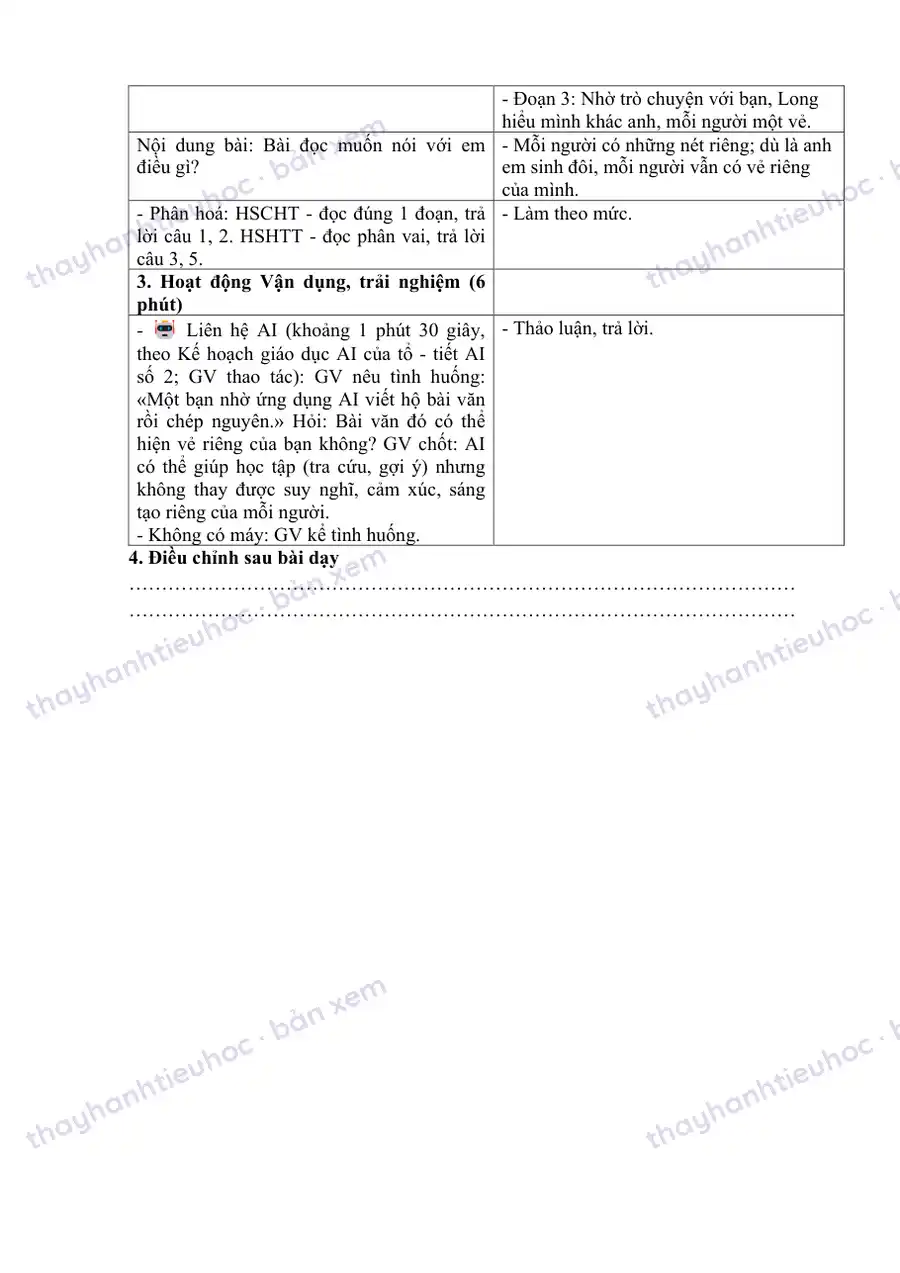 - Đoạn 3: Nhờ trò chuyện với bạn, Long
hiểu mình khác anh, mỗi người một vẻ.
Nội dung bài: Bài đọc muốn nói với em
điều gì?
- Mỗi người có những nét riêng; dù là anh
em sinh đôi, mỗi người vẫn có vẻ riêng
của mình.
- Phân hoá: HSCHT - đọc đúng 1 đoạn, trả
lời câu 1, 2. HSHTT - đọc phân vai, trả lời
câu 3, 5.
- Làm theo mức.
3. Hoạt động Vận dụng, trải nghiệm (6
phút)
- Liên hệ AI (khoảng 1 phút 30 giây,
theo Kế hoạch giáo dục AI của tổ - tiết AI
số 2; GV thao tác): GV nêu tình huống:
«Một bạn nhờ ứng dụng AI viết hộ bài văn
rồi chép nguyên.» Hỏi: Bài văn đó có thể
hiện vẻ riêng của bạn không? GV chốt: AI
có thể giúp học tập (tra cứu, gợi ý) nhưng
không thay được suy nghĩ, cảm xúc, sáng
tạo riêng của mỗi người.
- Không có máy: GV kể tình huống.
- Thảo luận, trả lời.
4. Điều chỉnh sau bài dạy
……………………………………………………………………………………
……………………………………………………………………………………
thayhanhtieuhoc · bản xem
thayhanhtieuhoc · b
thayhanhtieuhoc · bản xem
thayhanhtieuhoc · b
thayhanhtieuhoc · bản xem
thayhanhtieuhoc · b